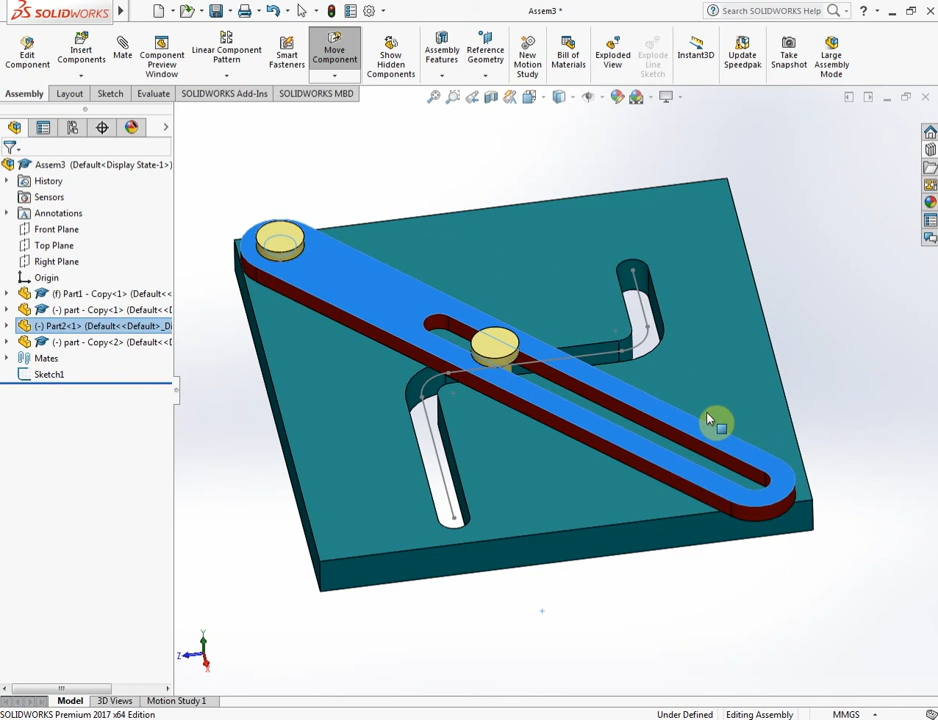 SOLIDWORKS
Assem3 *
Search SOLIDWORKS Help
Edit Component
Insert Components
Mate
Component Preview Window
Linear Component Pattern
Smart Fasteners
Move Component
Show Hidden Components
Assembly Features
Reference Geometry
New Motion Study
Bill of Materials
Exploded View
Explode Line Sketch
Instant3D
Update Speedpak
Take Snapshot
Large Assembly Mode
Assembly Layout Sketch Evaluate SOLIDWORKS Add-Ins SOLIDWORKS MBD
Assem3 (Default<Display State-1>)
History
Sensors
Annotations
Front Plane
Top Plane
Right Plane
Origin
(f) Part1 - Copy<1> (Default<<
(-) part - Copy<1> (Default<<D
(-) Part2<1> (Default<<Default>_Di
(-) part - Copy<2> (Default<<D
Mates
Sketch1
Y
Z
X
Model 3D Views Motion Study 1
SOLIDWORKS Premium 2017 x64 Edition
Under Defined Editing Assembly MMGS